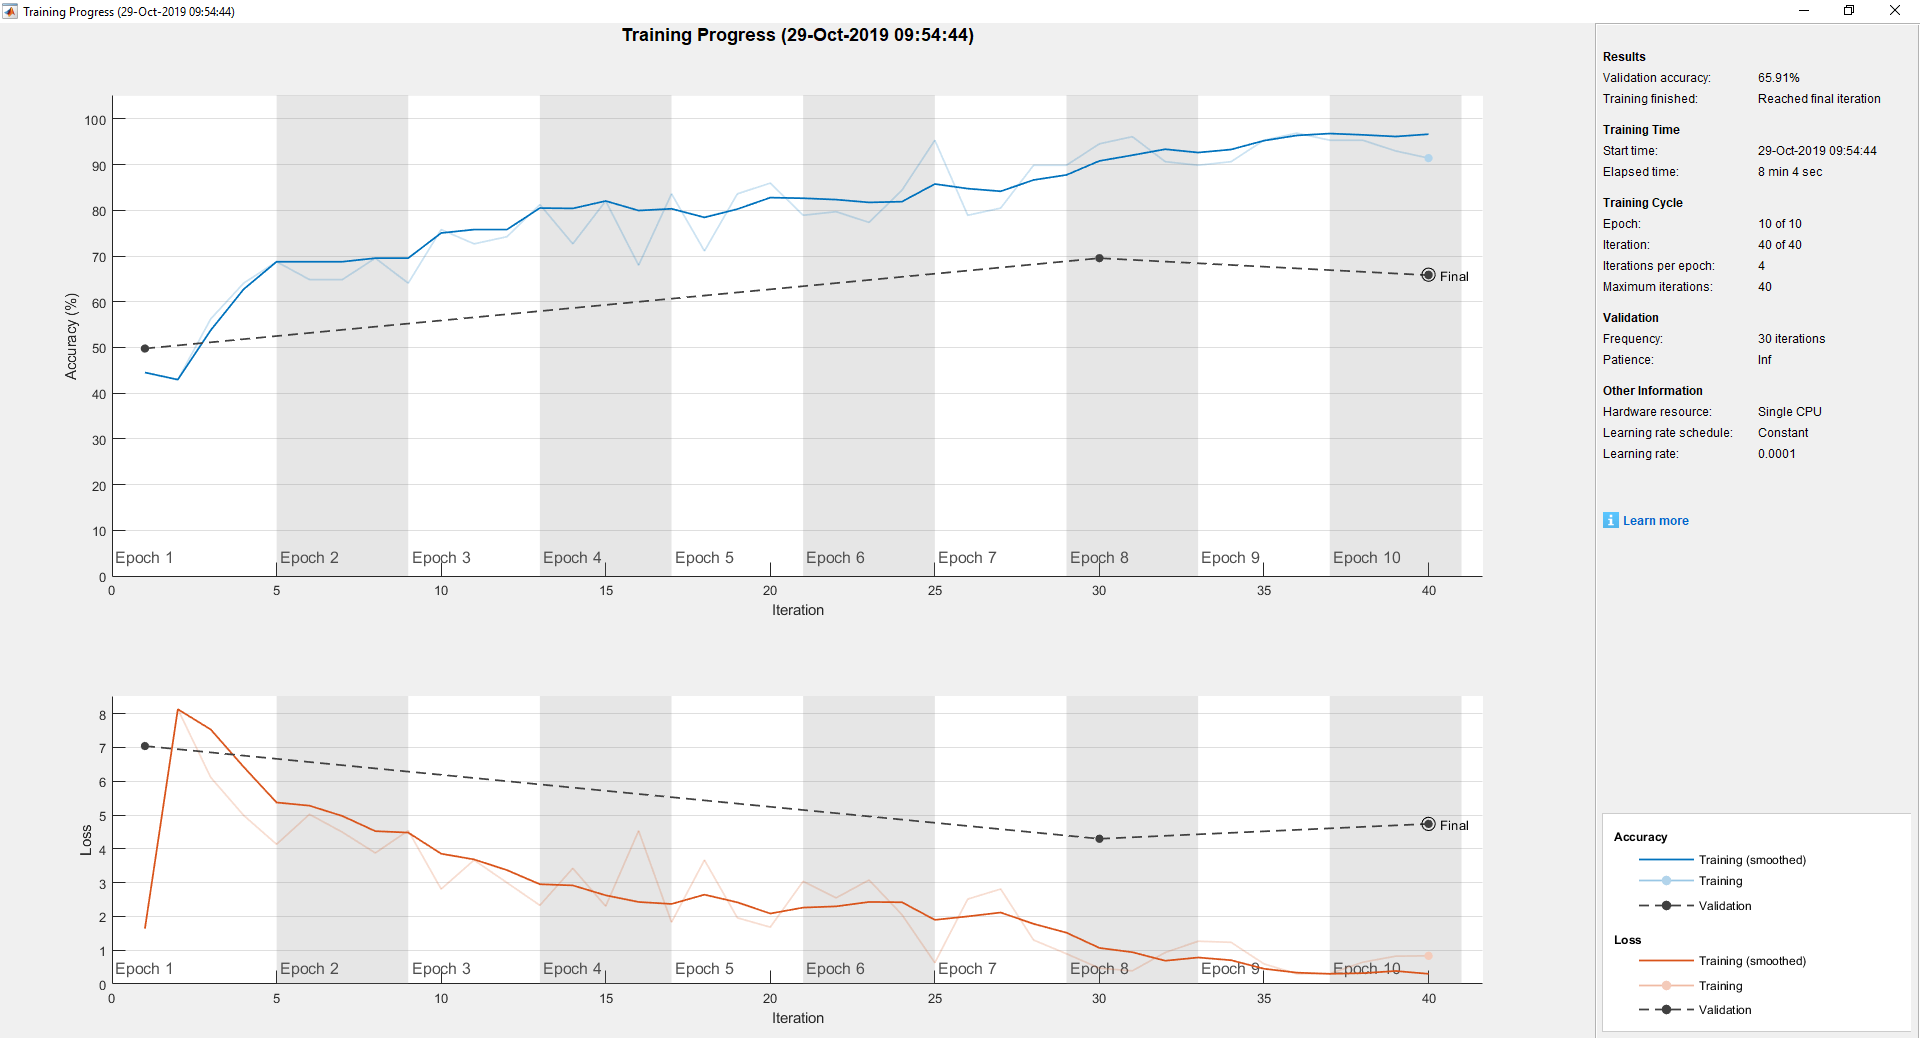 Training Progress (29-Oct-2019 09:54:44)
Training Progress (29-Oct-2019 09:54:44)
Accuracy (%)
100
90
80
70
60
50
40
30
20
10
0
Final
Epoch 1 Epoch 2 Epoch 3 Epoch 4 Epoch 5 Epoch 6 Epoch 7 Epoch 8 Epoch 9 Epoch 10
0 5 10 15 20 25 30 35 40
Iteration
Loss
8
7
6
5
4
3
2
1
0
Final
Epoch 1 Epoch 2 Epoch 3 Epoch 4 Epoch 5 Epoch 6 Epoch 7 Epoch 8 Epoch 9 Epoch 10
0 5 10 15 20 25 30 35 40
Iteration
Results
Validation accuracy: 65.91%
Training finished: Reached final iteration
Training Time
Start time: 29-Oct-2019 09:54:44
Elapsed time: 8 min 4 sec
Training Cycle
Epoch: 10 of 10
Iteration: 40 of 40
Iterations per epoch: 4
Maximum iterations: 40
Validation
Frequency: 30 iterations
Patience: Inf
Other Information
Hardware resource: Single CPU
Learning rate schedule: Constant
Learning rate: 0.0001
i Learn more
Accuracy
Training (smoothed)
Training
Validation
Loss
Training (smoothed)
Training
Validation